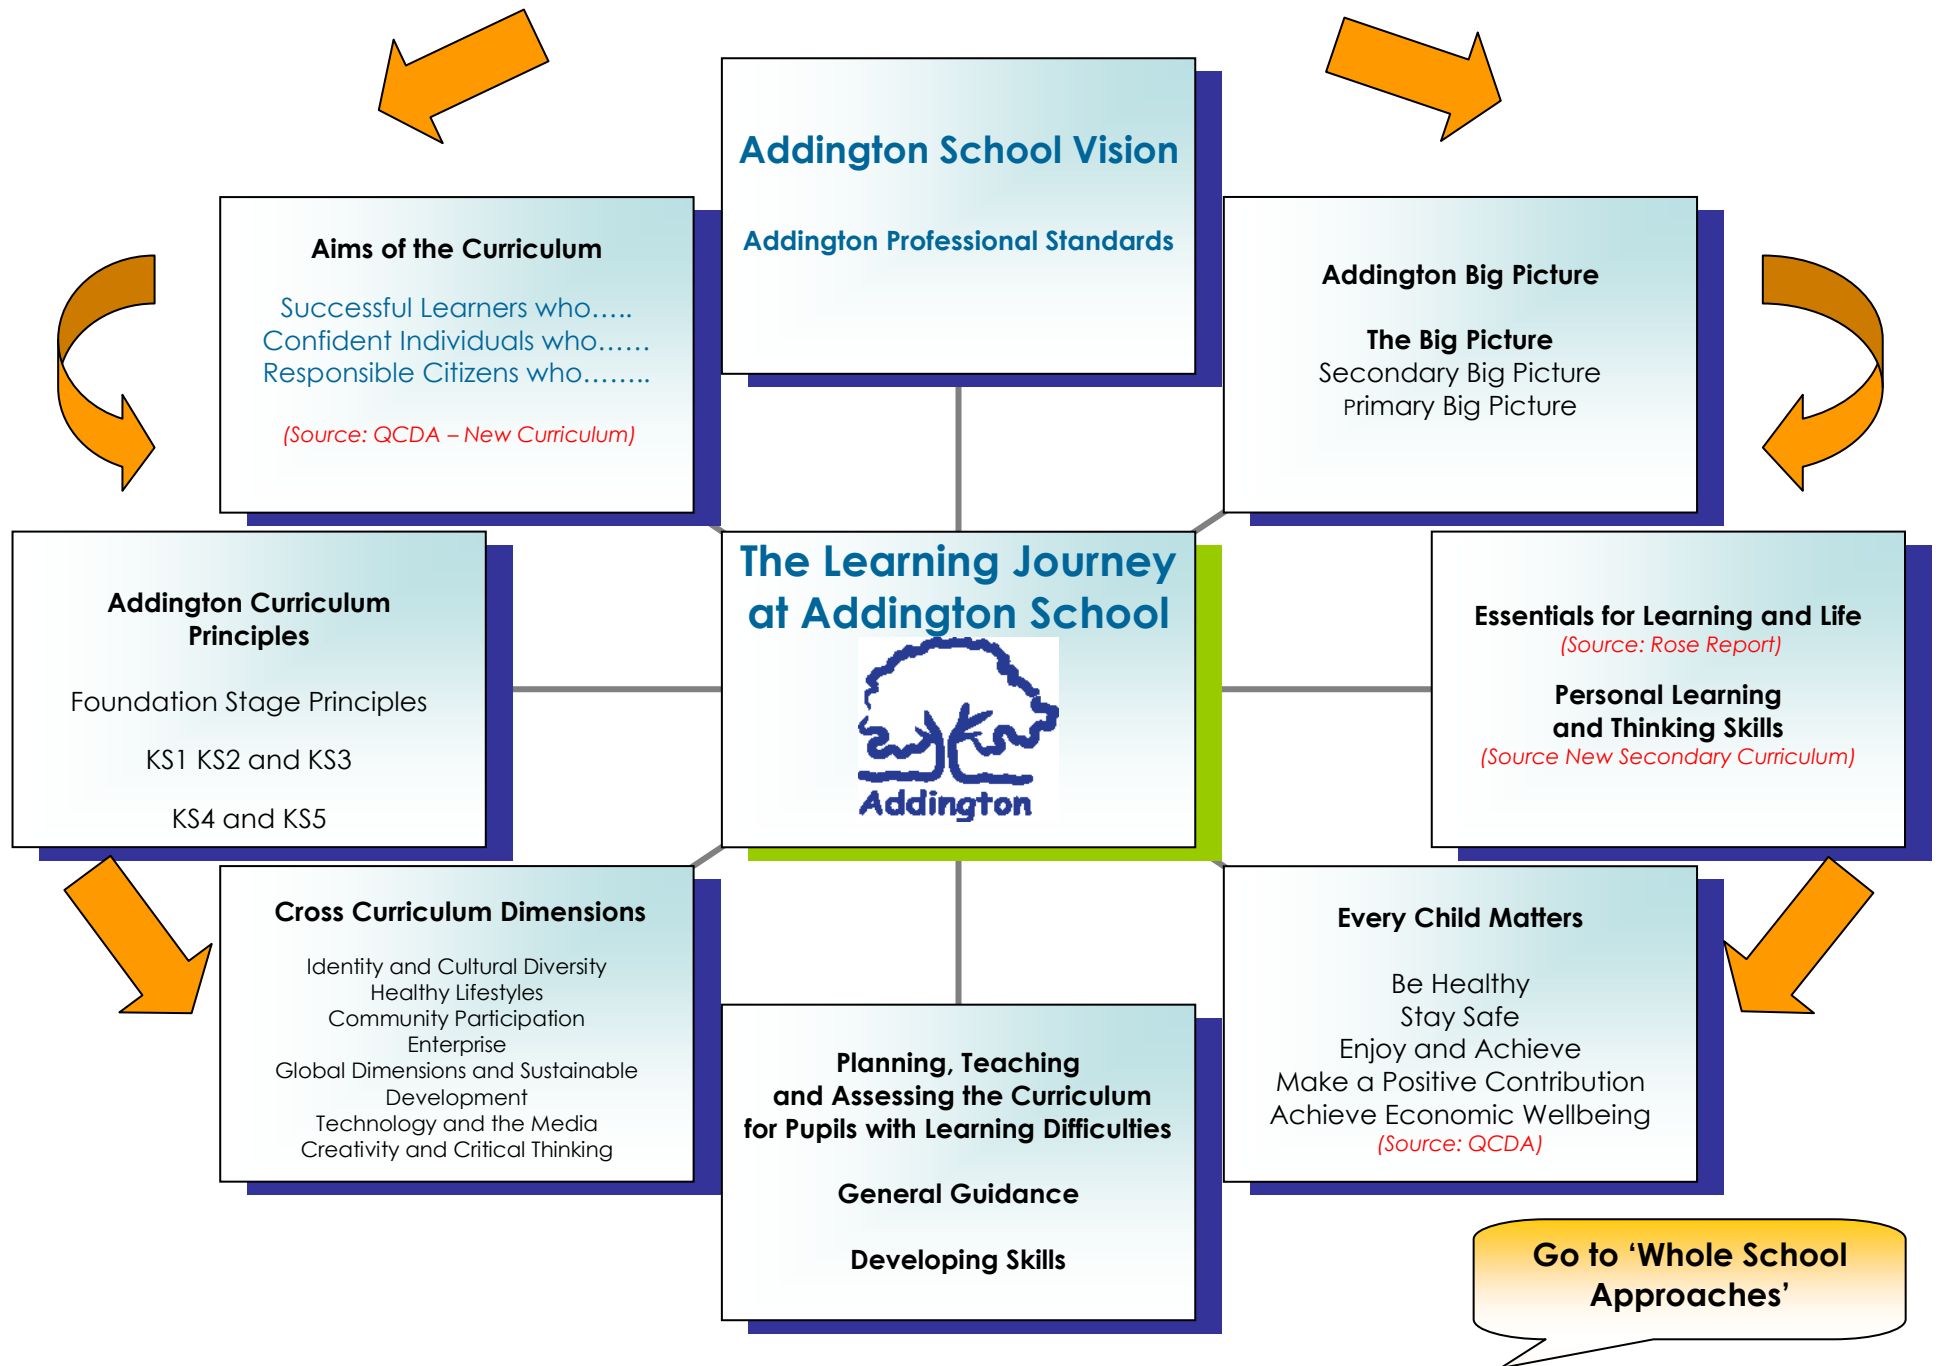 Addington School Vision
Addington Professional Standards
Aims of the Curriculum
Successful Learners who…..
Confident Individuals who……
Responsible Citizens who……..
(Source: QCDA – New Curriculum)
Addington Big Picture
The Big Picture
Secondary Big Picture
Primary Big Picture
Addington Curriculum
Principles
Foundation Stage Principles
KS1 KS2 and KS3
KS4 and KS5
The Learning Journey
at Addington School
Addington
Essentials for Learning and Life
(Source: Rose Report)
Personal Learning
and Thinking Skills
(Source New Secondary Curriculum)
Cross Curriculum Dimensions
Identity and Cultural Diversity
Healthy Lifestyles
Community Participation
Enterprise
Global Dimensions and Sustainable
Development
Technology and the Media
Creativity and Critical Thinking
Planning, Teaching
and Assessing the Curriculum
for Pupils with Learning Difficulties
General Guidance
Developing Skills
Every Child Matters
Be Healthy
Stay Safe
Enjoy and Achieve
Make a Positive Contribution
Achieve Economic Wellbeing
(Source: QCDA)
Go to ‘Whole School
Approaches’